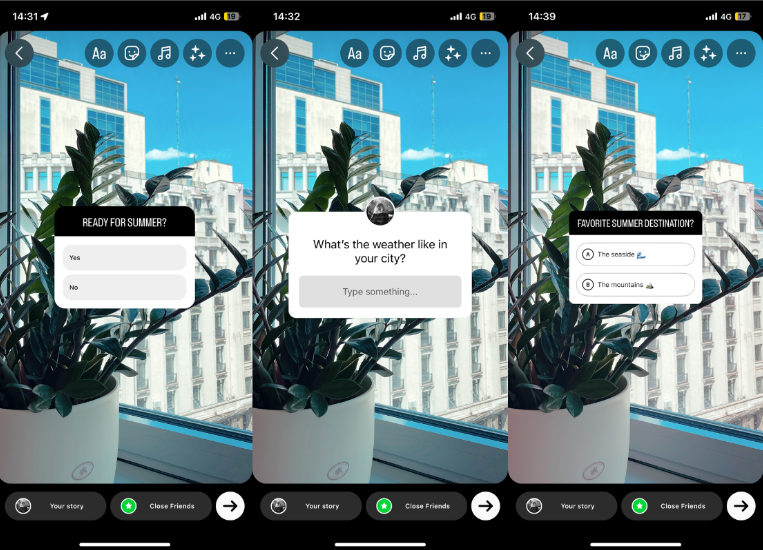 14:31
4G 19
Aa
READY FOR SUMMER?
Yes
No
Your story
Close Friends
14:32
4G 19
Aa
What's the weather like in
your city?
Type something...
Your story
Close Friends
14:39
4G 17
Aa
FAVORITE SUMMER DESTINATION?
A The seaside 🌊
B The mountains ⛰️
Your story
Close Friends